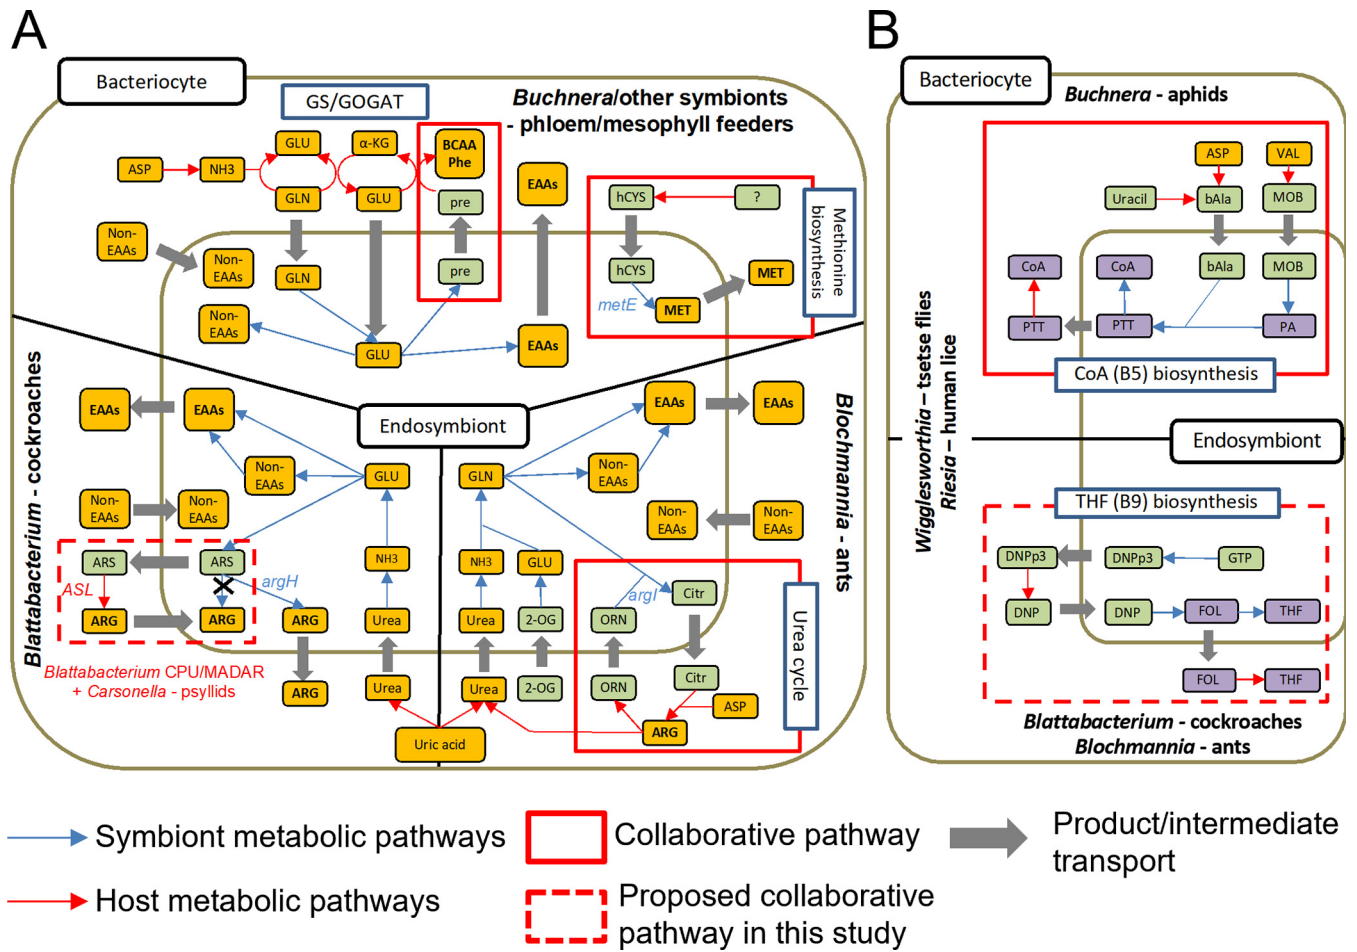 A
B
Bacteriocyte
GS/GOGAT
Buchnera/other symbionts
- phloem/mesophyll feeders
GLU
α-KG
BCAA
Phe
ASP
NH3
GLN
GLU
pre
EAAs
hCYS
?
Methionine
biosynthesis
Non-
EAAs
Non-
EAAs
GLN
pre
hCYS
MET
metE
MET
Non-
EAAs
GLU
EAAs
Blattabacterium - cockroaches
Endosymbiont
Blochmannia - ants
EAAs
EAAs
EAAs
EAAs
Non-
EAAs
GLU
GLN
Non-
EAAs
Non-
EAAs
Non-
EAAs
Non-
EAAs
Non-
EAAs
ARS
ARS
NH3
NH3
GLU
ASL
argH
argI
Citr
ARG
ARG
ARG
Urea
Urea
2-OG
ORN
Urea cycle
Blattabacterium CPU/MADAR
+ Carsonella - psyllids
ARG
Urea
Urea
2-OG
ORN
Citr
ASP
ARG
Uric acid
Bacteriocyte
Buchnera - aphids
ASP
VAL
Uracil
bAla
MOB
CoA
CoA
bAla
MOB
PTT
PTT
PA
CoA (B5) biosynthesis
Wigglesworthia – tsetse flies
Riesia – human lice
Endosymbiont
THF (B9) biosynthesis
DNPp3
DNPp3
GTP
DNP
DNP
FOL
THF
FOL
THF
Blattabacterium - cockroaches
Blochmannia - ants
Symbiont metabolic pathways
Collaborative pathway
Product/intermediate
transport
Host metabolic pathways
Proposed collaborative
pathway in this study